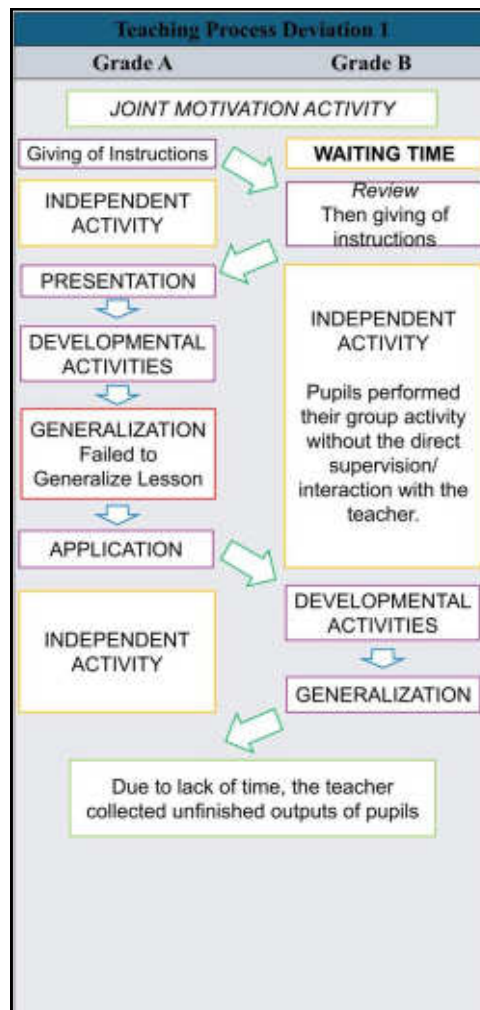 Teaching Process Deviation 1
Grade A
Grade B
JOINT MOTIVATION ACTIVITY
Giving of Instructions
WAITING TIME
INDEPENDENT
ACTIVITY
Review
Then giving of
instructions
PRESENTATION
INDEPENDENT
ACTIVITY
Pupils performed
their group activity
without the direct
supervision/
interaction with the
teacher.
DEVELOPMENTAL
ACTIVITIES
GENERALIZATION
Failed to
Generalize Lesson
APPLICATION
INDEPENDENT
ACTIVITY
DEVELOPMENTAL
ACTIVITIES
GENERALIZATION
Due to lack of time, the teacher
collected unfinished outputs of pupils